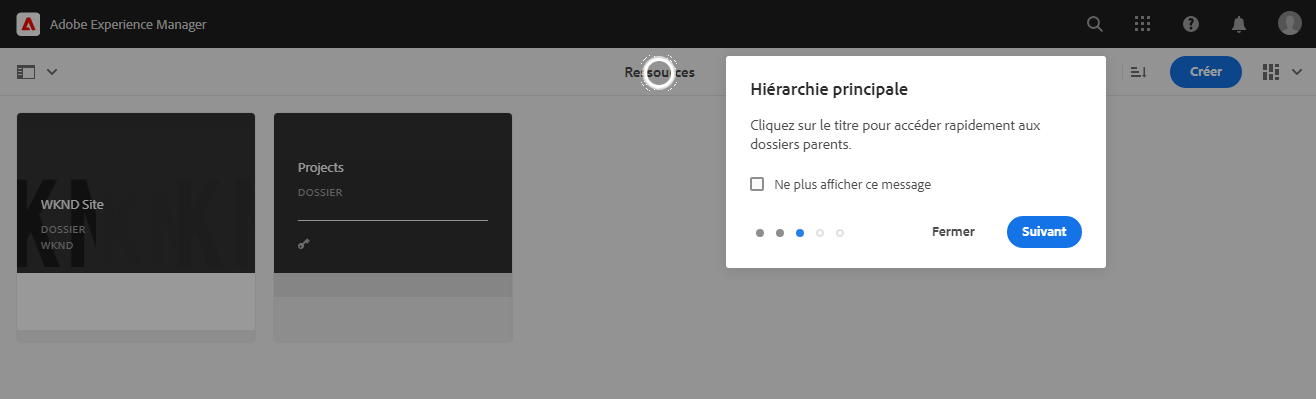 Adobe Experience Manager
Ressources
Créer
Hiérarchie principale
Cliquez sur le titre pour accéder rapidement aux
dossiers parents.
Ne plus afficher ce message
Fermer
Suivant
WKND Site
DOSSIER
WKND
Projects
DOSSIER